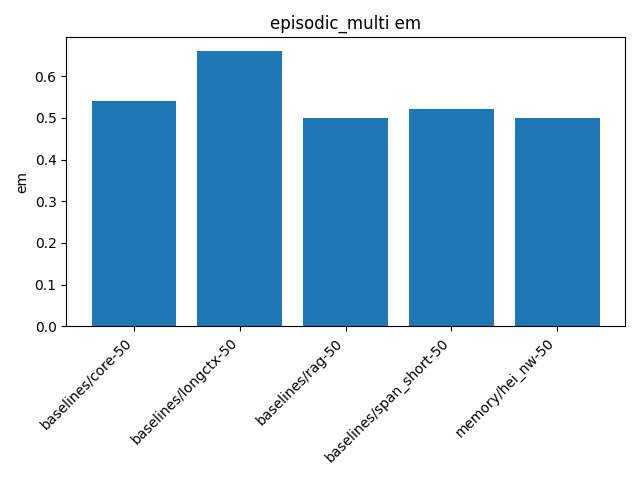 episodic_multi em
em
0.6
0.5
0.4
0.3
0.2
0.1
0.0
baselines/core-50
baselines/longctx-50
baselines/rag-50
baselines/span_short-50
memory/hei_nw-50